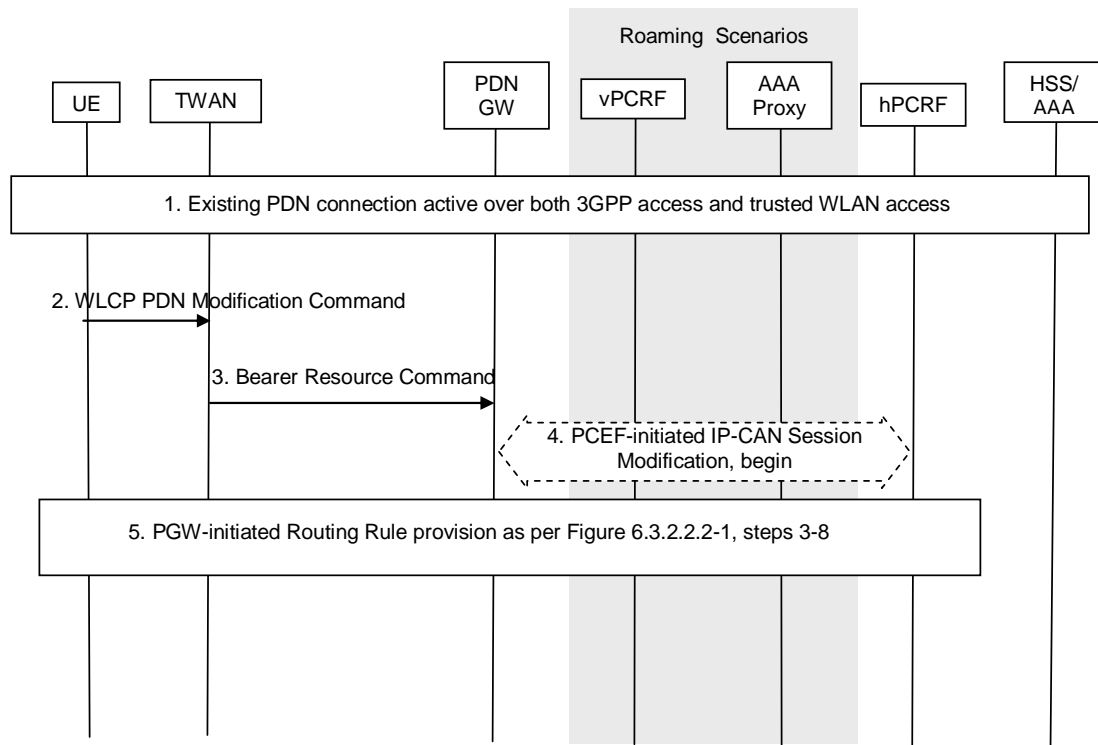 Roaming Scenarios
UE
TWAN
PDN
GW
vPCRF
AAA
Proxy
hPCRF
HSS/
AAA
1. Existing PDN connection active over both 3GPP access and trusted WLAN access
2. WLCP PDN Modification Command
3. Bearer Resource Command
4. PCEF-initiated IP-CAN Session
Modification, begin
5. PGW-initiated Routing Rule provision as per Figure 6.3.2.2.2-1, steps 3-8